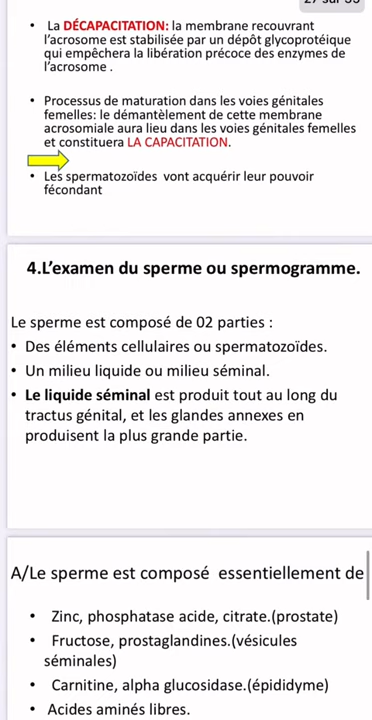 • La DÉCAPACITATION: la membrane recouvrant
l'acrosome est stabilisée par un dépôt glycoprotéique
qui empêchera la libération précoce des enzymes de
l'acrosome .
• Processus de maturation dans les voies génitales
femelles: le démantèlement de cette membrane
acrosomiale aura lieu dans les voies génitales femelles
et constituera LA CAPACITATION.
• Les spermatozoïdes vont acquérir leur pouvoir
fécondant
4.L'examen du sperme ou spermogramme.
Le sperme est composé de 02 parties :
• Des éléments cellulaires ou spermatozoïdes.
• Un milieu liquide ou milieu séminal.
• Le liquide séminal est produit tout au long du
tractus génital, et les glandes annexes en
produisent la plus grande partie.
A/Le sperme est composé essentiellement de
• Zinc, phosphatase acide, citrate.(prostate)
• Fructose, prostaglandines.(vésicules
séminales)
• Carnitine, alpha glucosidase.(épididyme)
• Acides aminés libres.